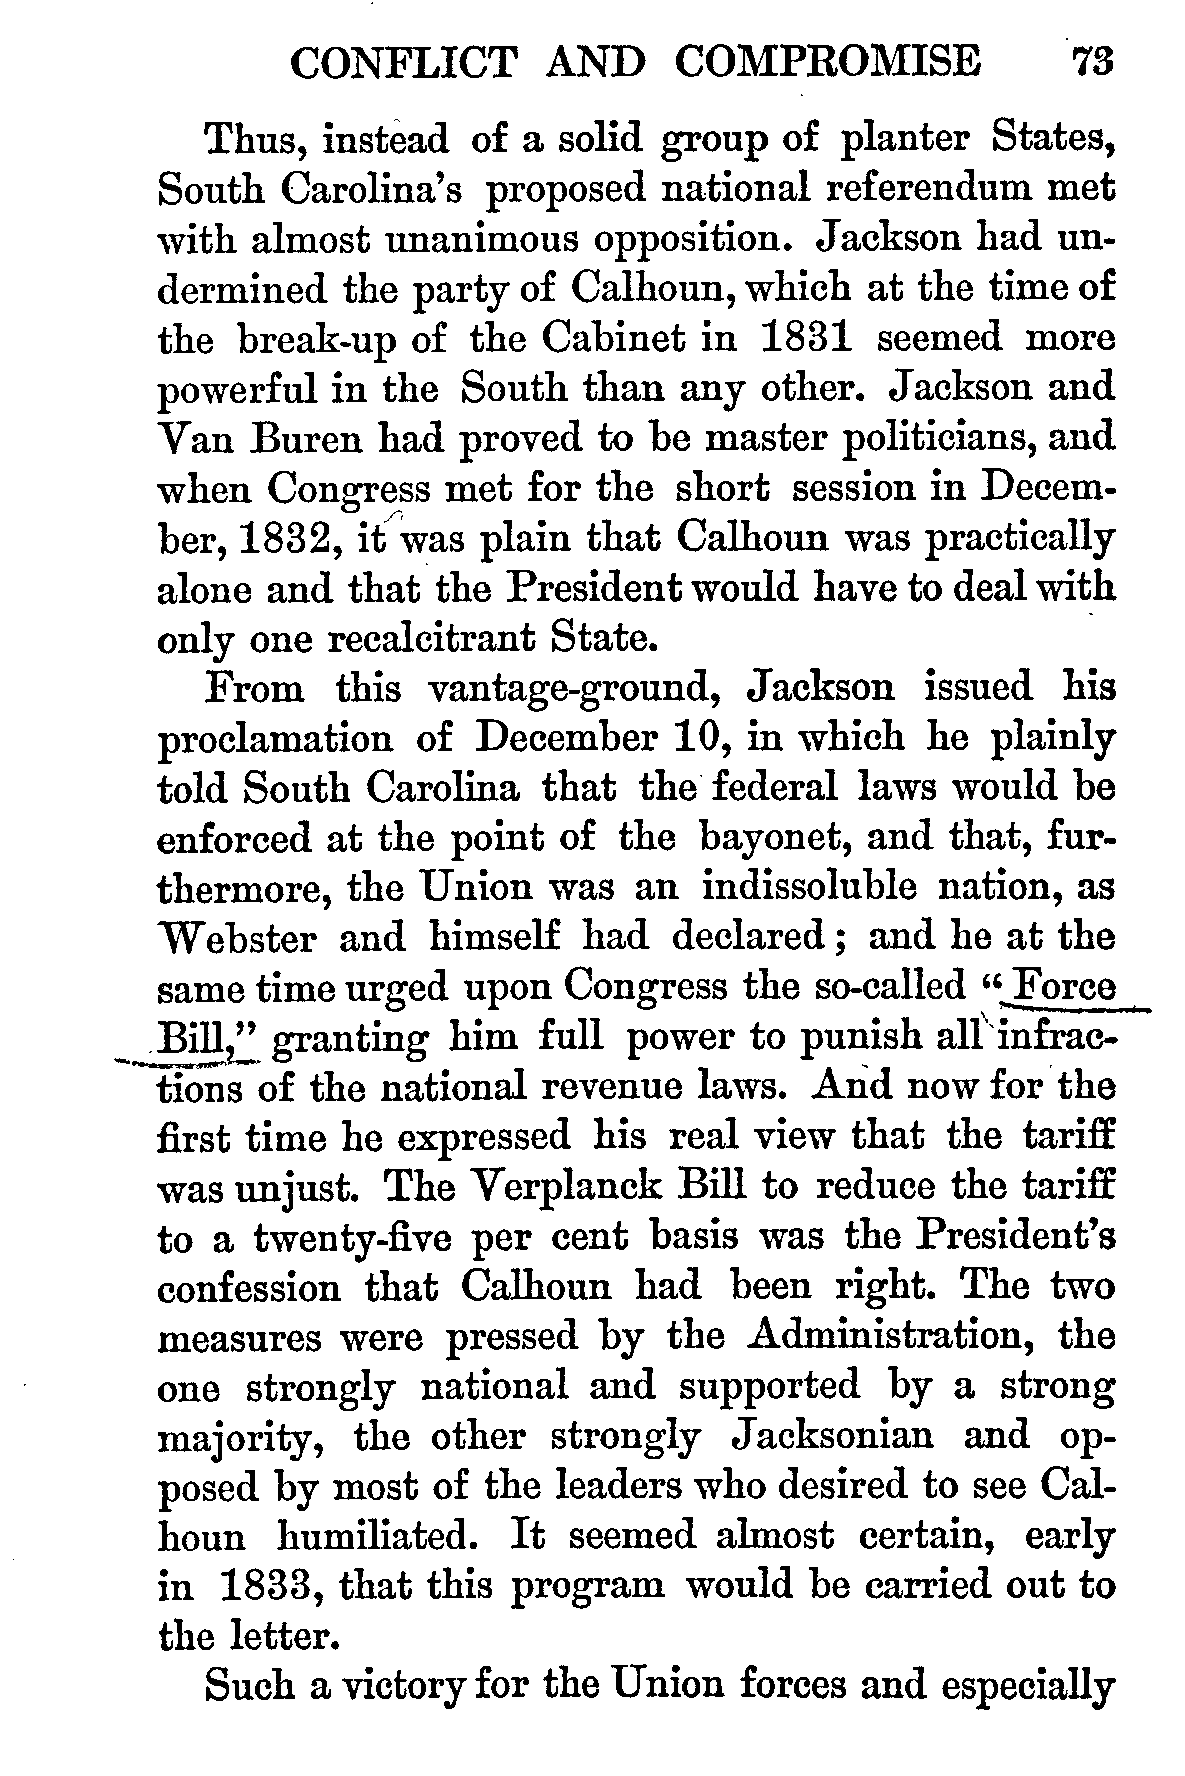 CONFLICT AND COMPROMISE 73
Thus, instead of a solid group of planter States,
South Carolina's proposed national referendum met
with almost unanimous opposition. Jackson had un-
dermined the party of Calhoun, which at the time of
the break-up of the Cabinet in 1831 seemed more
powerful in the South than any other. Jackson and
Van Buren had proved to be master politicians, and
when Congress met for the short session in Decem-
ber, 1832, it was plain that Calhoun was practically
alone and that the President would have to deal with
only one recalcitrant State.
From this vantage-ground, Jackson issued his
proclamation of December 10, in which he plainly
told South Carolina that the federal laws would be
enforced at the point of the bayonet, and that, fur-
thermore, the Union was an indissoluble nation, as
Webster and himself had declared; and he at the
same time urged upon Congress the so-called "Force
Bill," granting him full power to punish all infrac-
tions of the national revenue laws. And now for the
first time he expressed his real view that the tariff
was unjust. The Verplanck Bill to reduce the tariff
to a twenty-five per cent basis was the President's
confession that Calhoun had been right. The two
measures were pressed by the Administration, the
one strongly national and supported by a strong
majority, the other strongly Jacksonian and op-
posed by most of the leaders who desired to see Cal-
houn humiliated. It seemed almost certain, early
in 1833, that this program would be carried out to
the letter.
Such a victory for the Union forces and especially